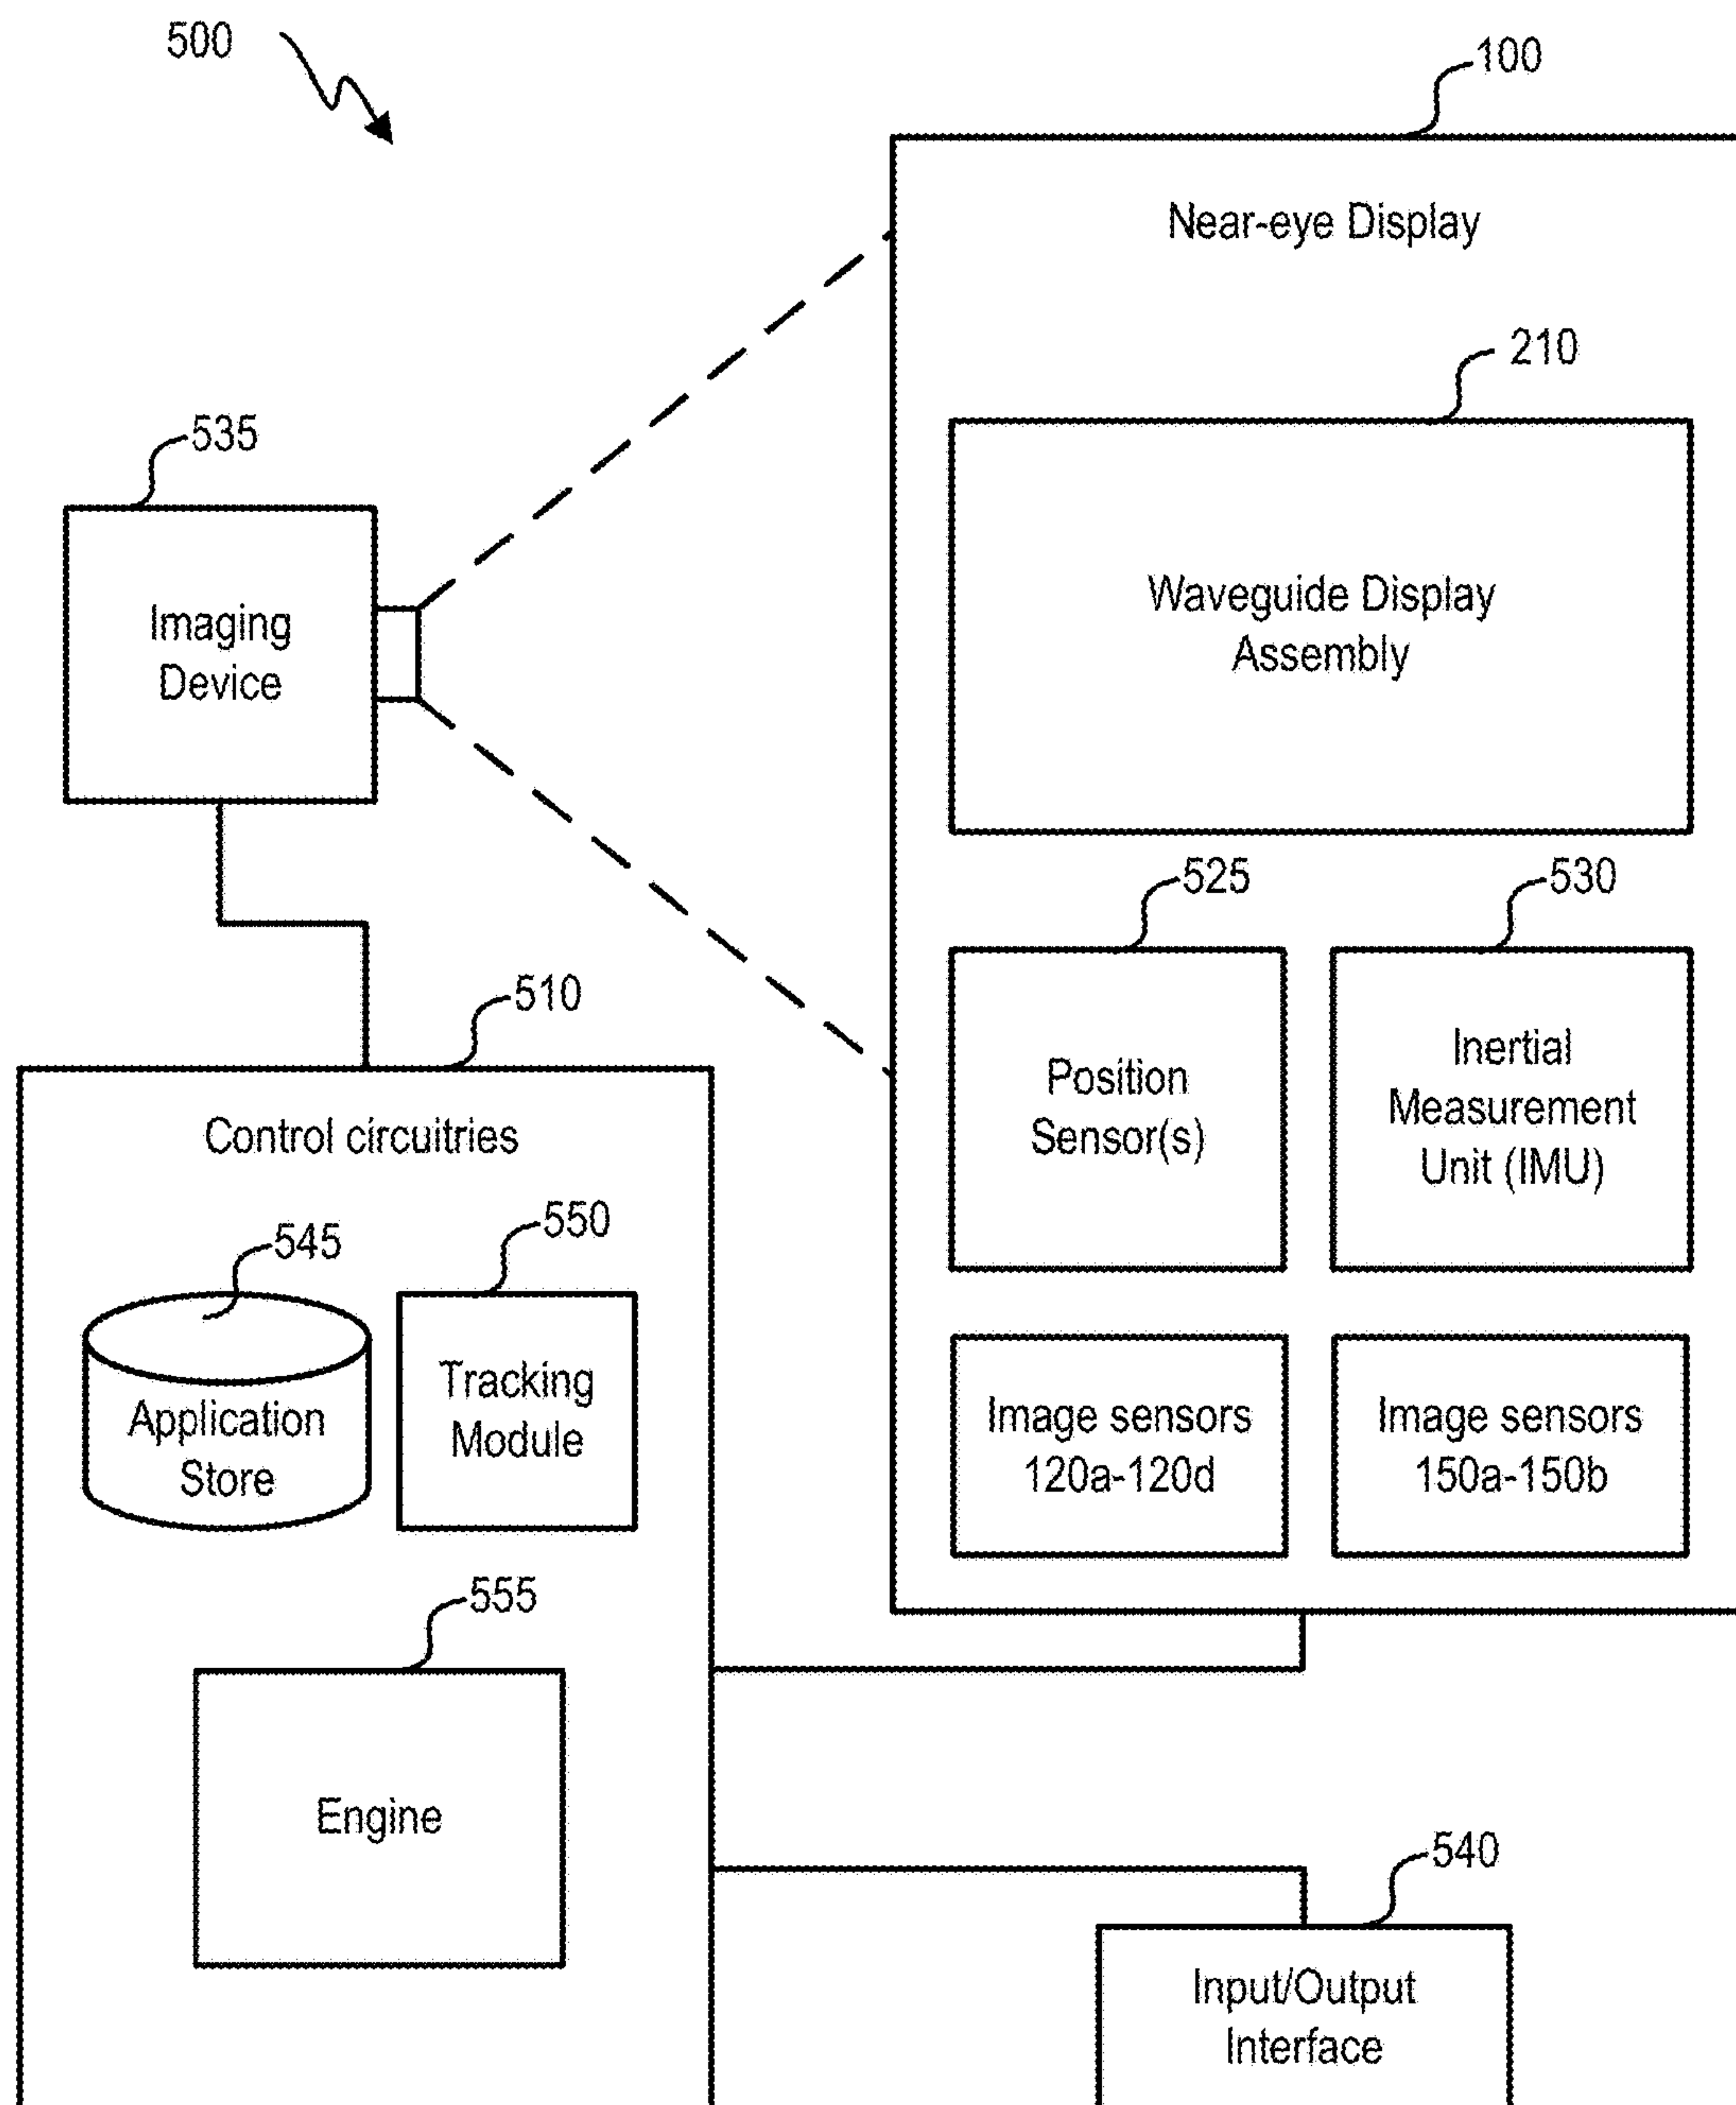 500
100
Near-eye Display
210
535
Waveguide Display
Assembly
Imaging
Device
525
530
510
Position
Sensor(s)
Inertial
Measurement
Unit (IMU)
Control circuitries
545
550
Application
Store
Tracking
Module
Image sensors
120a-120d
Image sensors
150a-150b
555
Engine
540
Input/Output
Interface